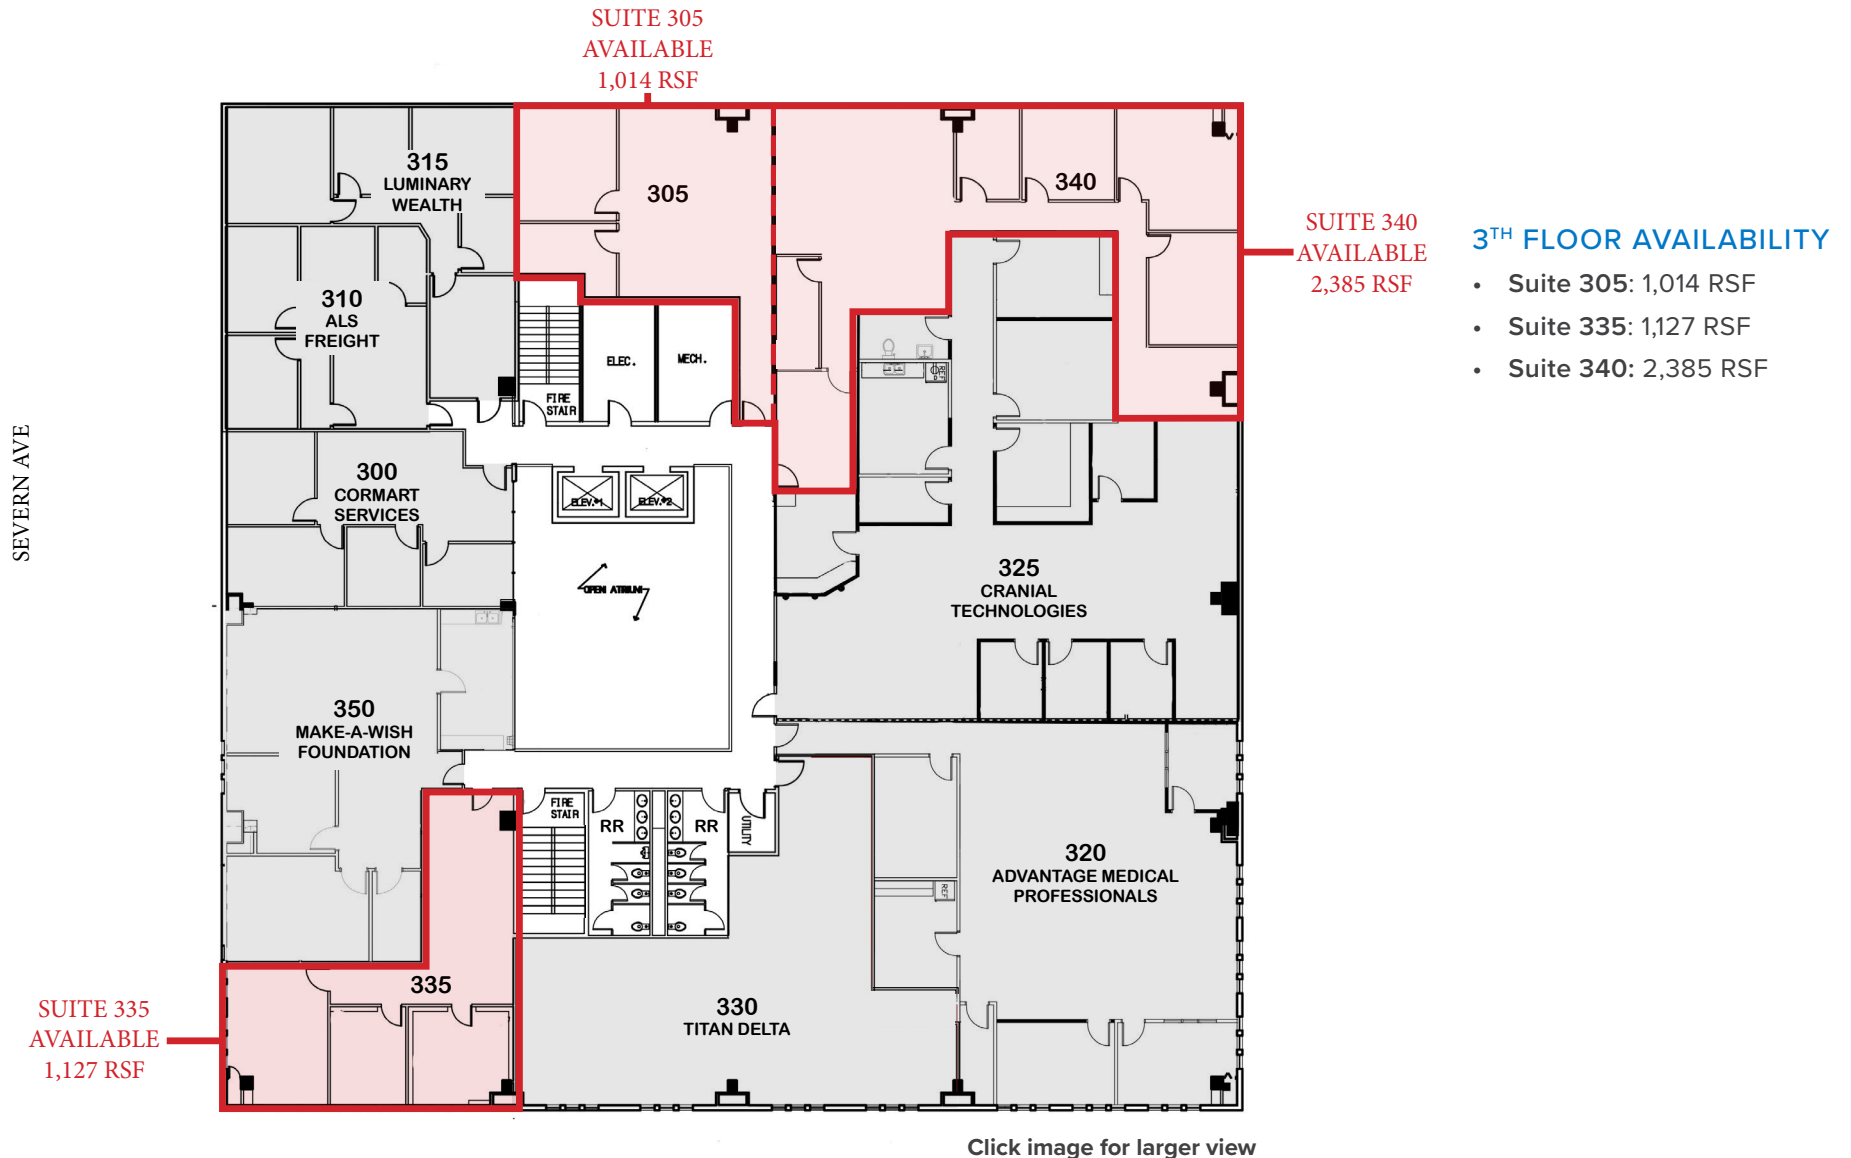 SUITE 305
AVAILABLE
1,014 RSF
315
LUMINARY
WEALTH
305
340
SUITE 340
AVAILABLE
2,385 RSF
3TH FLOOR AVAILABILITY
• Suite 305: 1,014 RSF
• Suite 335: 1,127 RSF
• Suite 340: 2,385 RSF
310
ALS
FREIGHT
ELEC.
MECH.
REF
FIRE
STAIR
SEVERN AVE
300
CORMART
SERVICES
ELEV.#1
ELEV.#2
OPEN ATRIUM
325
CRANIAL
TECHNOLOGIES
350
MAKE-A-WISH
FOUNDATION
FIRE
STAIR
RR
RR
UTILITY
320
ADVANTAGE MEDICAL
PROFESSIONALS
REF
335
330
TITAN DELTA
SUITE 335
AVAILABLE
1,127 RSF
Click image for larger view